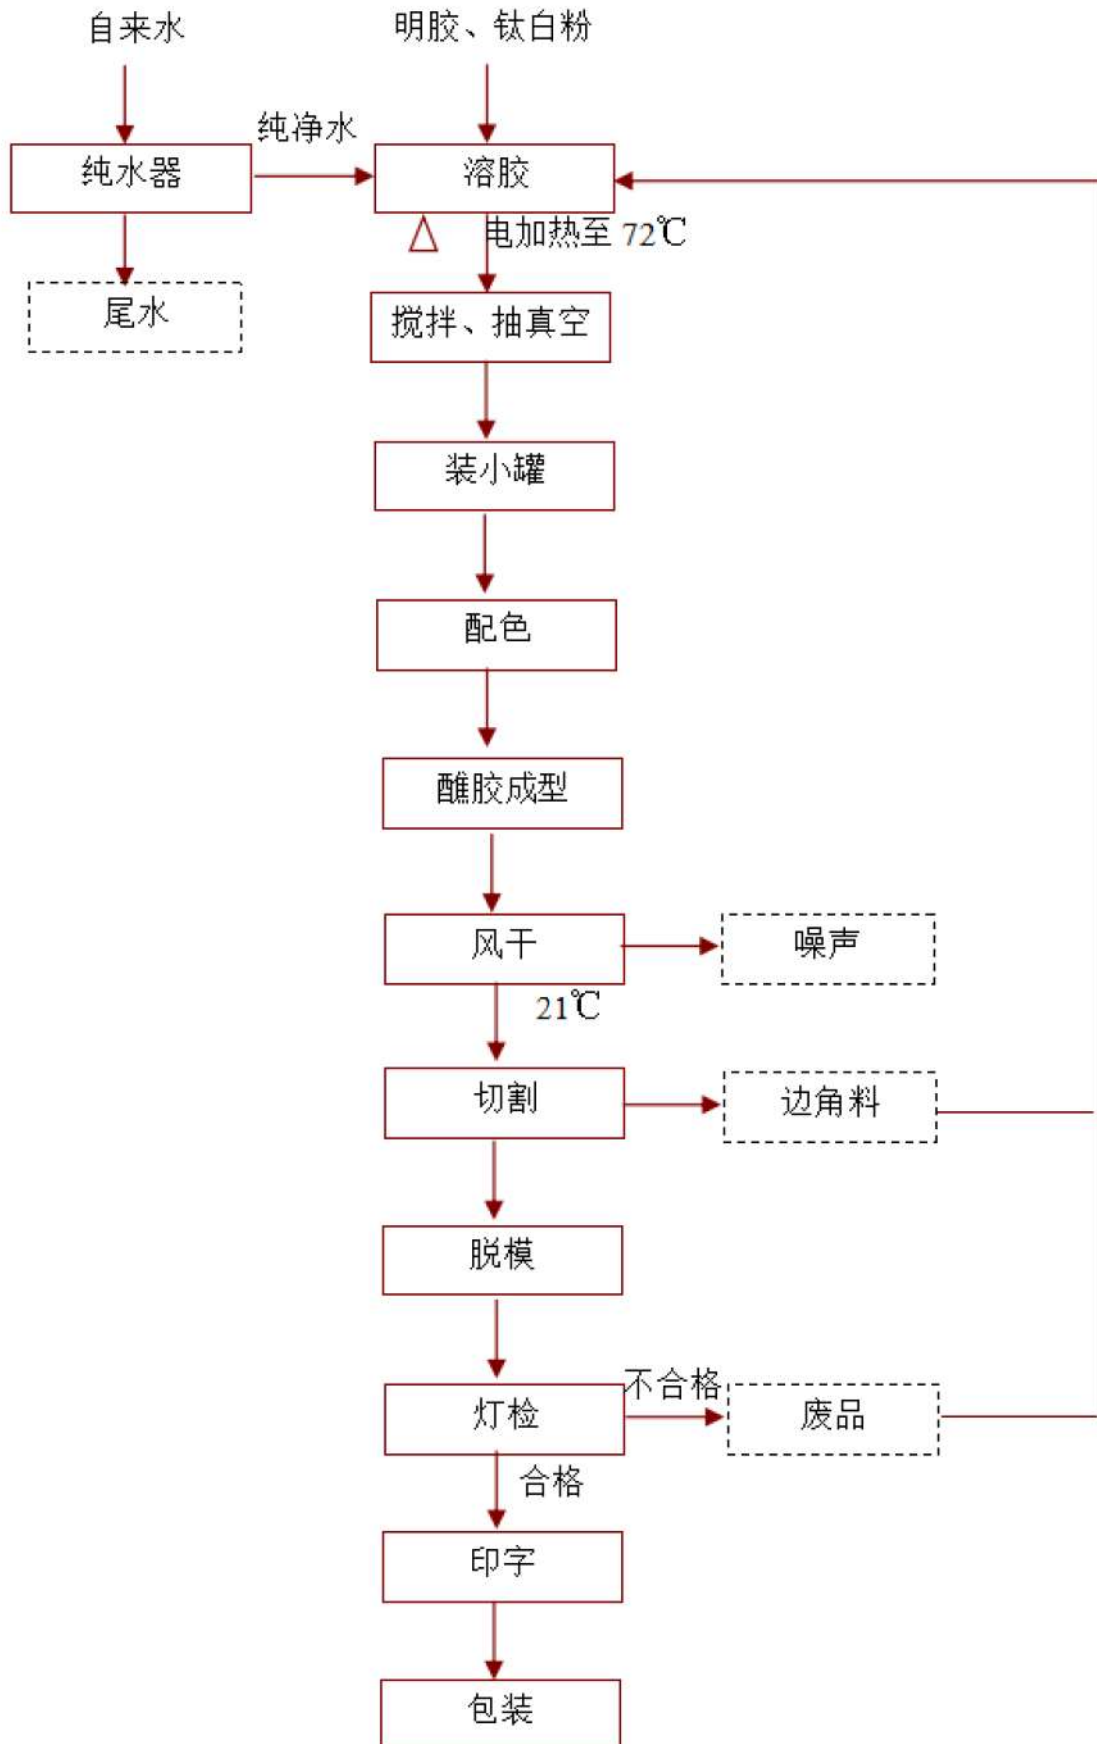 自来水
明胶、钛白粉
纯净水
纯水器
溶胶
电加热至 72℃
尾水
搅拌、抽真空
装小罐
配色
醮胶成型
风干
噪声
21℃
切割
边角料
脱模
不合格
灯检
废品
合格
印字
包装